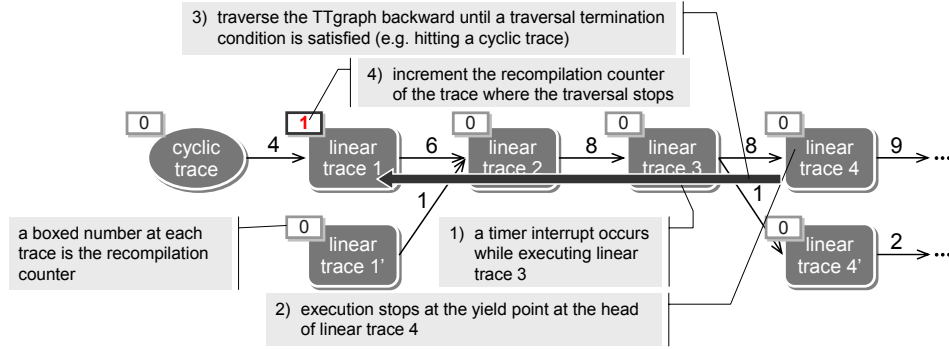 3) traverse the TTgraph backward until a traversal termination
condition is satisfied (e.g. hitting a cyclic trace)
4) increment the recompilation counter
of the trace where the traversal stops
0
1
0
0
0
cyclic
trace
4
linear
trace 1
6
linear
trace 2
8
linear
trace 3
8
linear
trace 4
9
...
1
1
a boxed number at each
trace is the recompilation
counter
0
linear
trace 1'
1) a timer interrupt occurs
while executing linear
trace 3
0
linear
trace 4'
2
...
2) execution stops at the yield point at the head
of linear trace 4